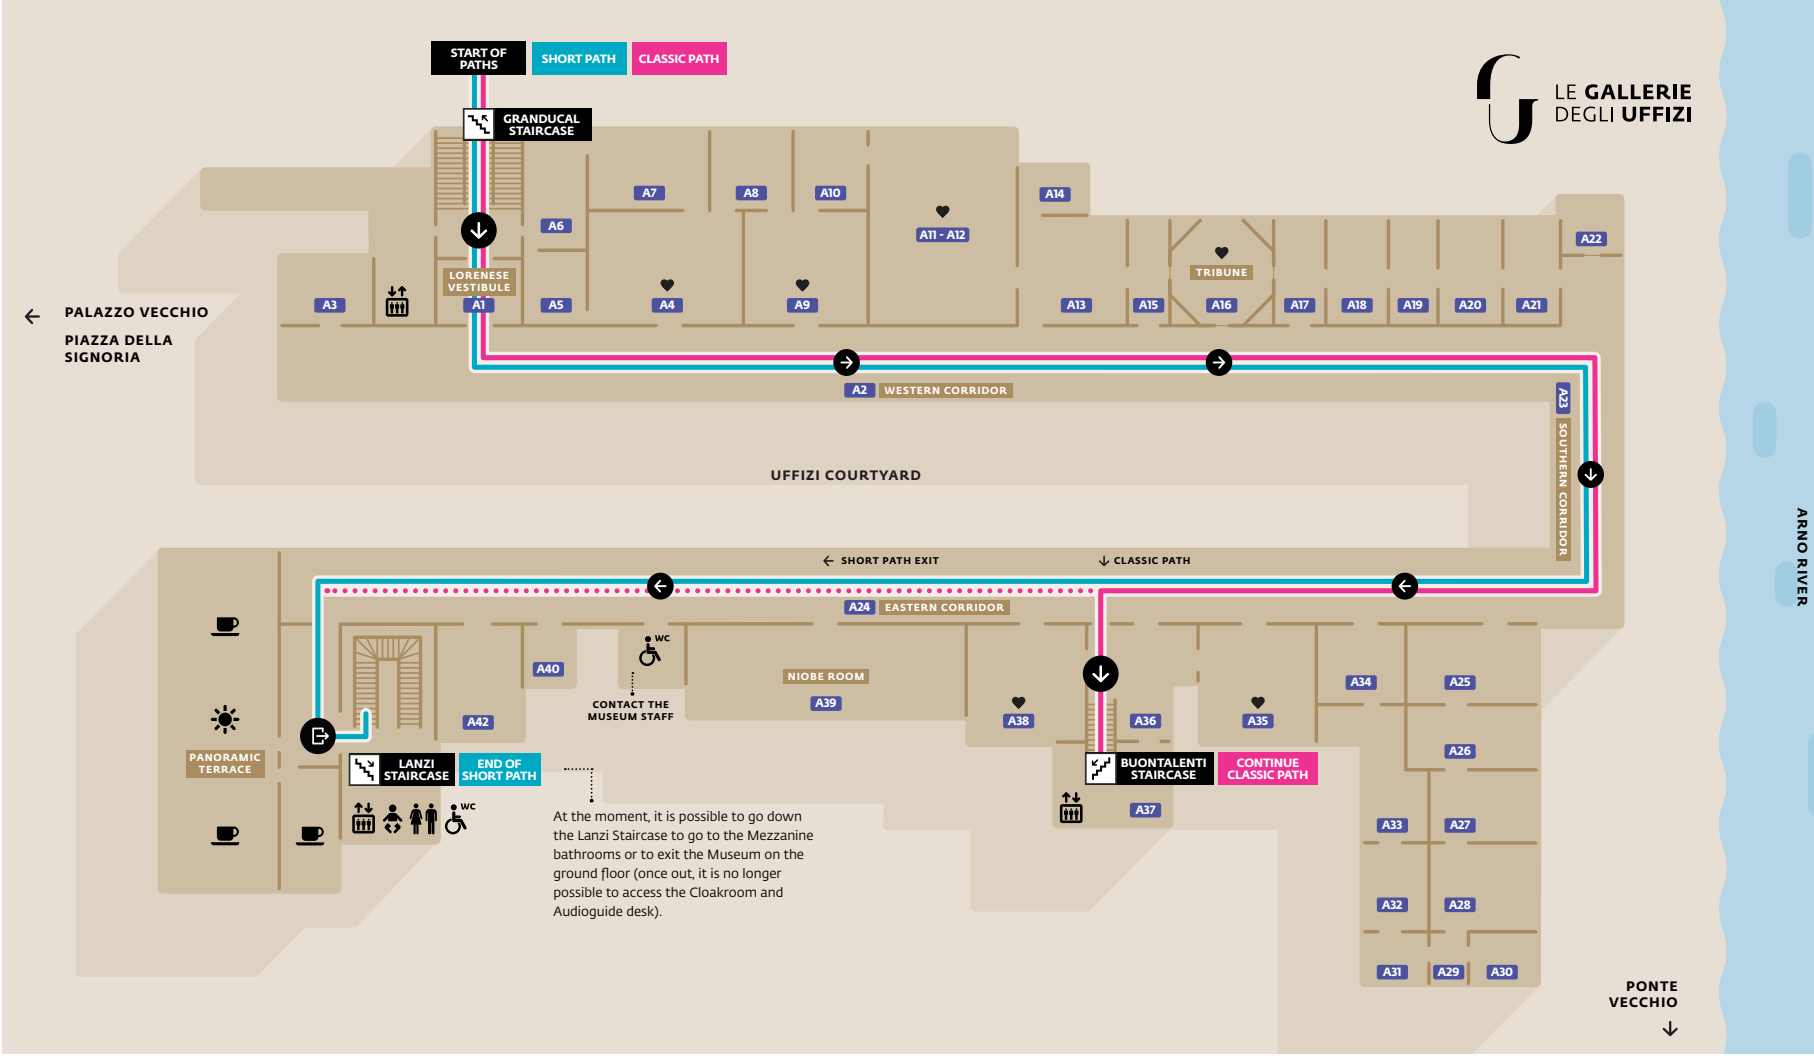 START OF
PATHS
SHORT PATH
CLASSIC PATH
GRANDUCAL
STAIRCASE
LE GALLERIE
DEGLI UFFIZI
A7
A8
A10
A14
A6
A11 - A12
A22
LORENESE
VESTIBULE
TRIBUNE
A3
A1
A5
A4
A9
A13
A15
A16
A17
A18
A19
A20
A21
PALAZZO VECCHIO
PIAZZA DELLA
SIGNORIA
A2
WESTERN CORRIDOR
A23
SOUTHERN CORRIDOR
UFFIZI COURTYARD
ARNO RIVER
SHORT PATH EXIT
CLASSIC PATH
A24
EASTERN CORRIDOR
WC
A40
CONTACT THE
MUSEUM STAFF
NIOBE ROOM
A39
A42
A38
A36
A35
A34
A25
A26
PANORAMIC
TERRACE
LANZI
STAIRCASE
END OF
SHORT PATH
BUONTALENTI
STAIRCASE
CONTINUE
CLASSIC PATH
WC
A37
At the moment, it is possible to go down
the Lanzi Staircase to go to the Mezzanine
bathrooms or to exit the Museum on the
ground floor (once out, it is no longer
possible to access the Cloakroom and
Audioguide desk).
A33
A27
A32
A28
A31
A29
A30
PONTE
VECCHIO